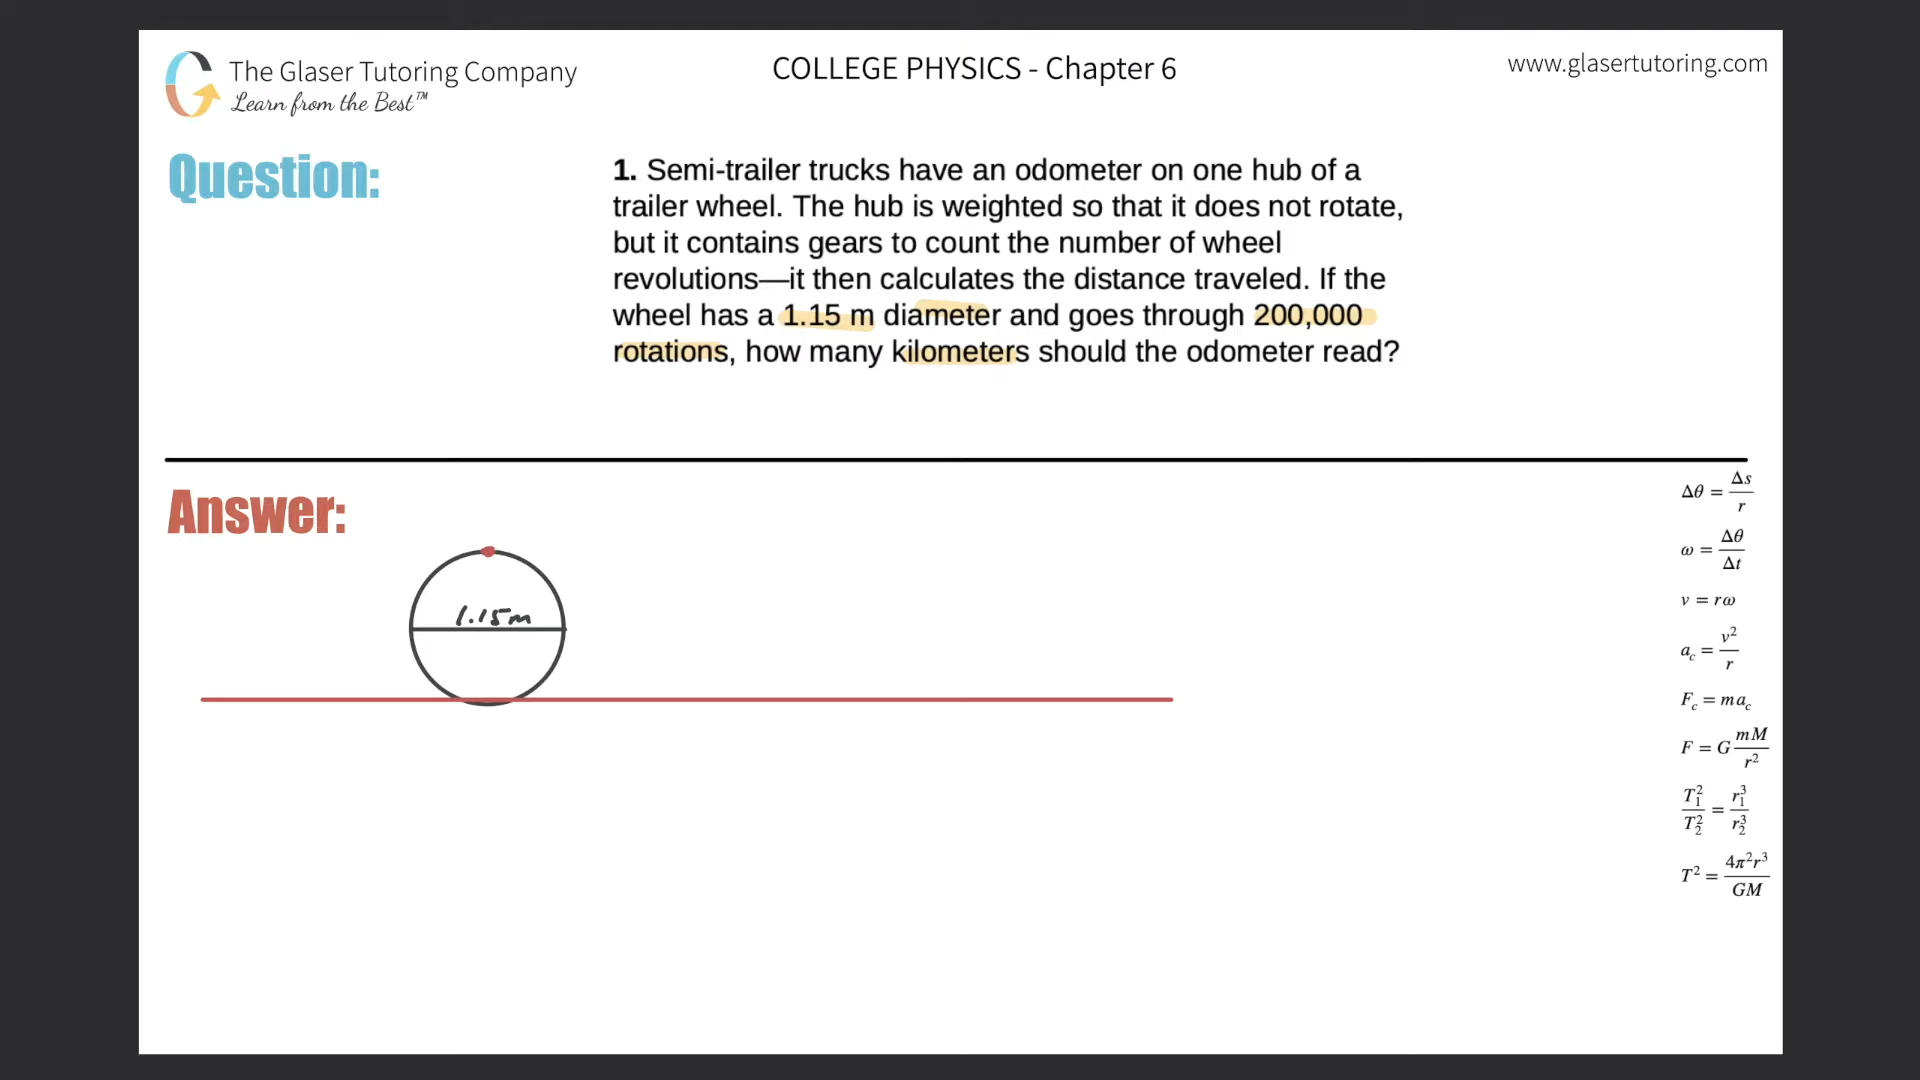 The Glaser Tutoring Company
Learn from the Best™
COLLEGE PHYSICS - Chapter 6
www.glasertutoring.com
Question:
1. Semi-trailer trucks have an odometer on one hub of a
trailer wheel. The hub is weighted so that it does not rotate,
but it contains gears to count the number of wheel
revolutions—it then calculates the distance traveled. If the
wheel has a 1.15 m diameter and goes through 200,000
rotations, how many kilometers should the odometer read?
Answer:
1.15m
Δθ = Δs/r
ω = Δθ/Δt
v = rω
a_c = v²/r
F_c = ma_c
F = G mM/r²
T₁²/T₂² = r₁³/r₂³
T² = 4π²r³/GM